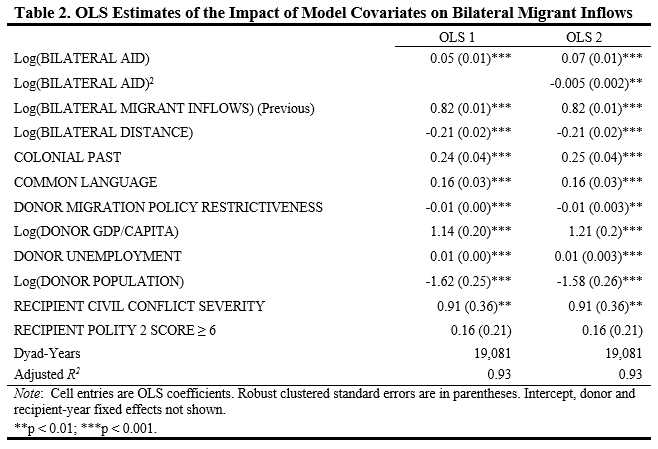 Table 2. OLS Estimates of the Impact of Model Covariates on Bilateral Migrant Inflows
OLS 1 OLS 2
Log(BILATERAL AID) 0.05 (0.01)*** 0.07 (0.01)***
Log(BILATERAL AID)² -0.005 (0.002)**
Log(BILATERAL MIGRANT INFLOWS) (Previous) 0.82 (0.01)*** 0.82 (0.01)***
Log(BILATERAL DISTANCE) -0.21 (0.02)*** -0.21 (0.02)***
COLONIAL PAST 0.24 (0.04)*** 0.25 (0.04)***
COMMON LANGUAGE 0.16 (0.03)*** 0.16 (0.03)***
DONOR MIGRATION POLICY RESTRICTIVENESS -0.01 (0.00)*** -0.01 (0.003)**
Log(DONOR GDP/CAPITA) 1.14 (0.20)*** 1.21 (0.2)***
DONOR UNEMPLOYMENT 0.01 (0.00)*** 0.01 (0.003)***
Log(DONOR POPULATION) -1.62 (0.25)*** -1.58 (0.26)***
RECIPIENT CIVIL CONFLICT SEVERITY 0.91 (0.36)** 0.91 (0.36)**
RECIPIENT POLITY 2 SCORE ≥ 6 0.16 (0.21) 0.16 (0.21)
Dyad-Years 19,081 19,081
Adjusted R² 0.93 0.93
Note: Cell entries are OLS coefficients. Robust clustered standard errors are in parentheses. Intercept, donor and
recipient-year fixed effects not shown.
**p < 0.01; ***p < 0.001.